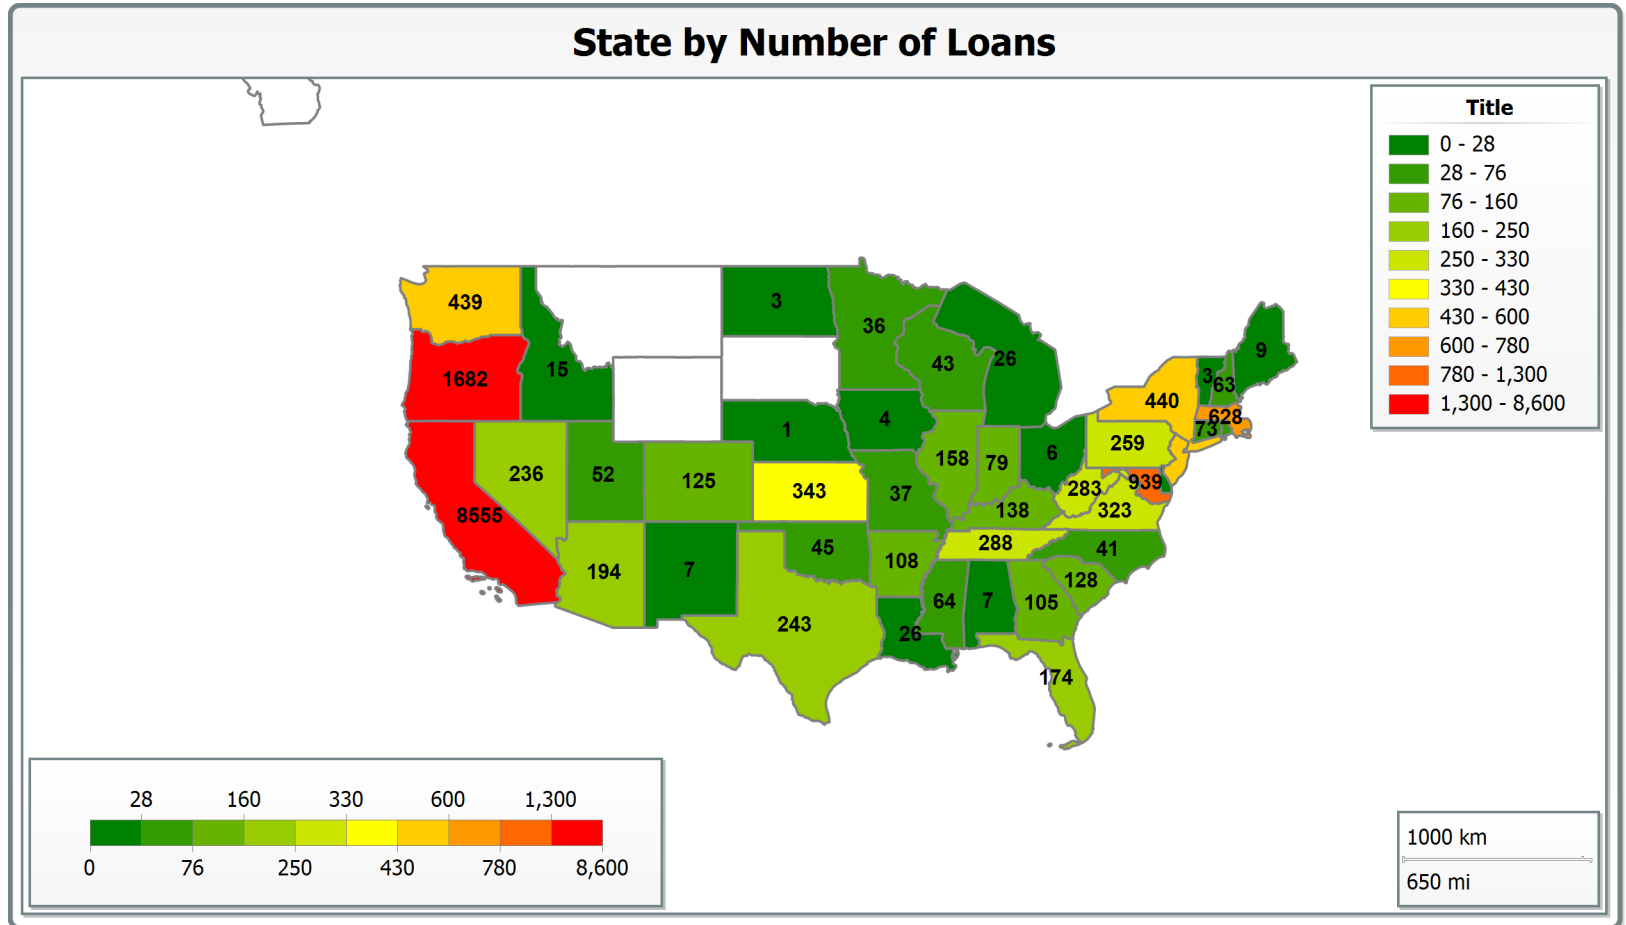 State by Number of Loans
Title
0 - 28
28 - 76
76 - 160
160 - 250
250 - 330
330 - 430
430 - 600
600 - 780
780 - 1,300
1,300 - 8,600
439
3
36
43
26
9
1682
15
3
63
440
628
4
1
73
6
259
158
79
236
52
125
343
37
283
939
8555
138
323
288
41
45
108
194
7
128
64
7
105
243
26
174
28 160 330 600 1,300
0 76 250 430 780 8,600
1000 km
650 mi